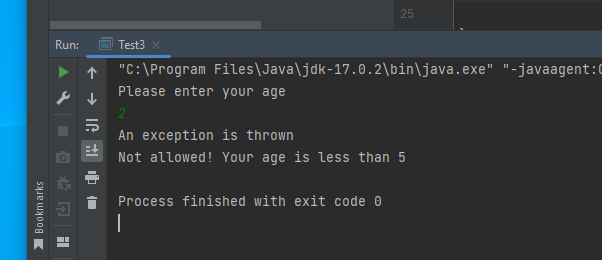 25
Run: Test3
"C:\Program Files\Java\jdk-17.0.2\bin\java.exe" "-javaagent:
Please enter your age
2
An exception is thrown
Not allowed! Your age is less than 5
Process finished with exit code 0
Bookmarks